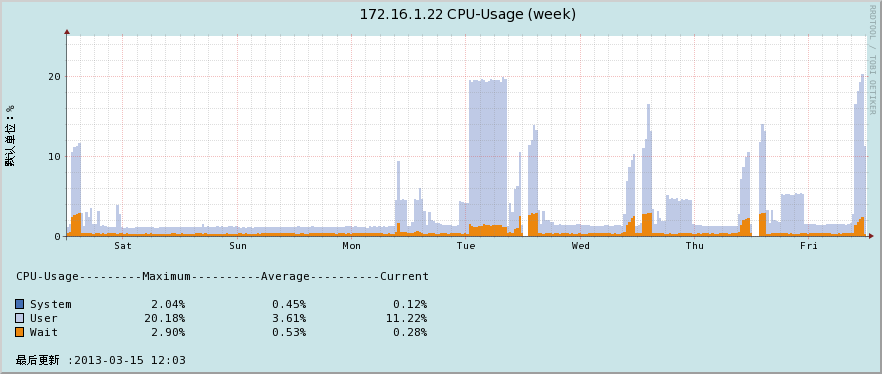 172.16.1.22 CPU-Usage (week)
RRDTOOL / TOBI OETIKER
默认单位：%
20
10
0
Sat Sun Mon Tue Wed Thu Fri
CPU-Usage---------Maximum----------Average----------Current
System 2.04% 0.45% 0.12%
User 20.18% 3.61% 11.22%
Wait 2.90% 0.53% 0.28%
最后更新 :2013-03-15 12:03